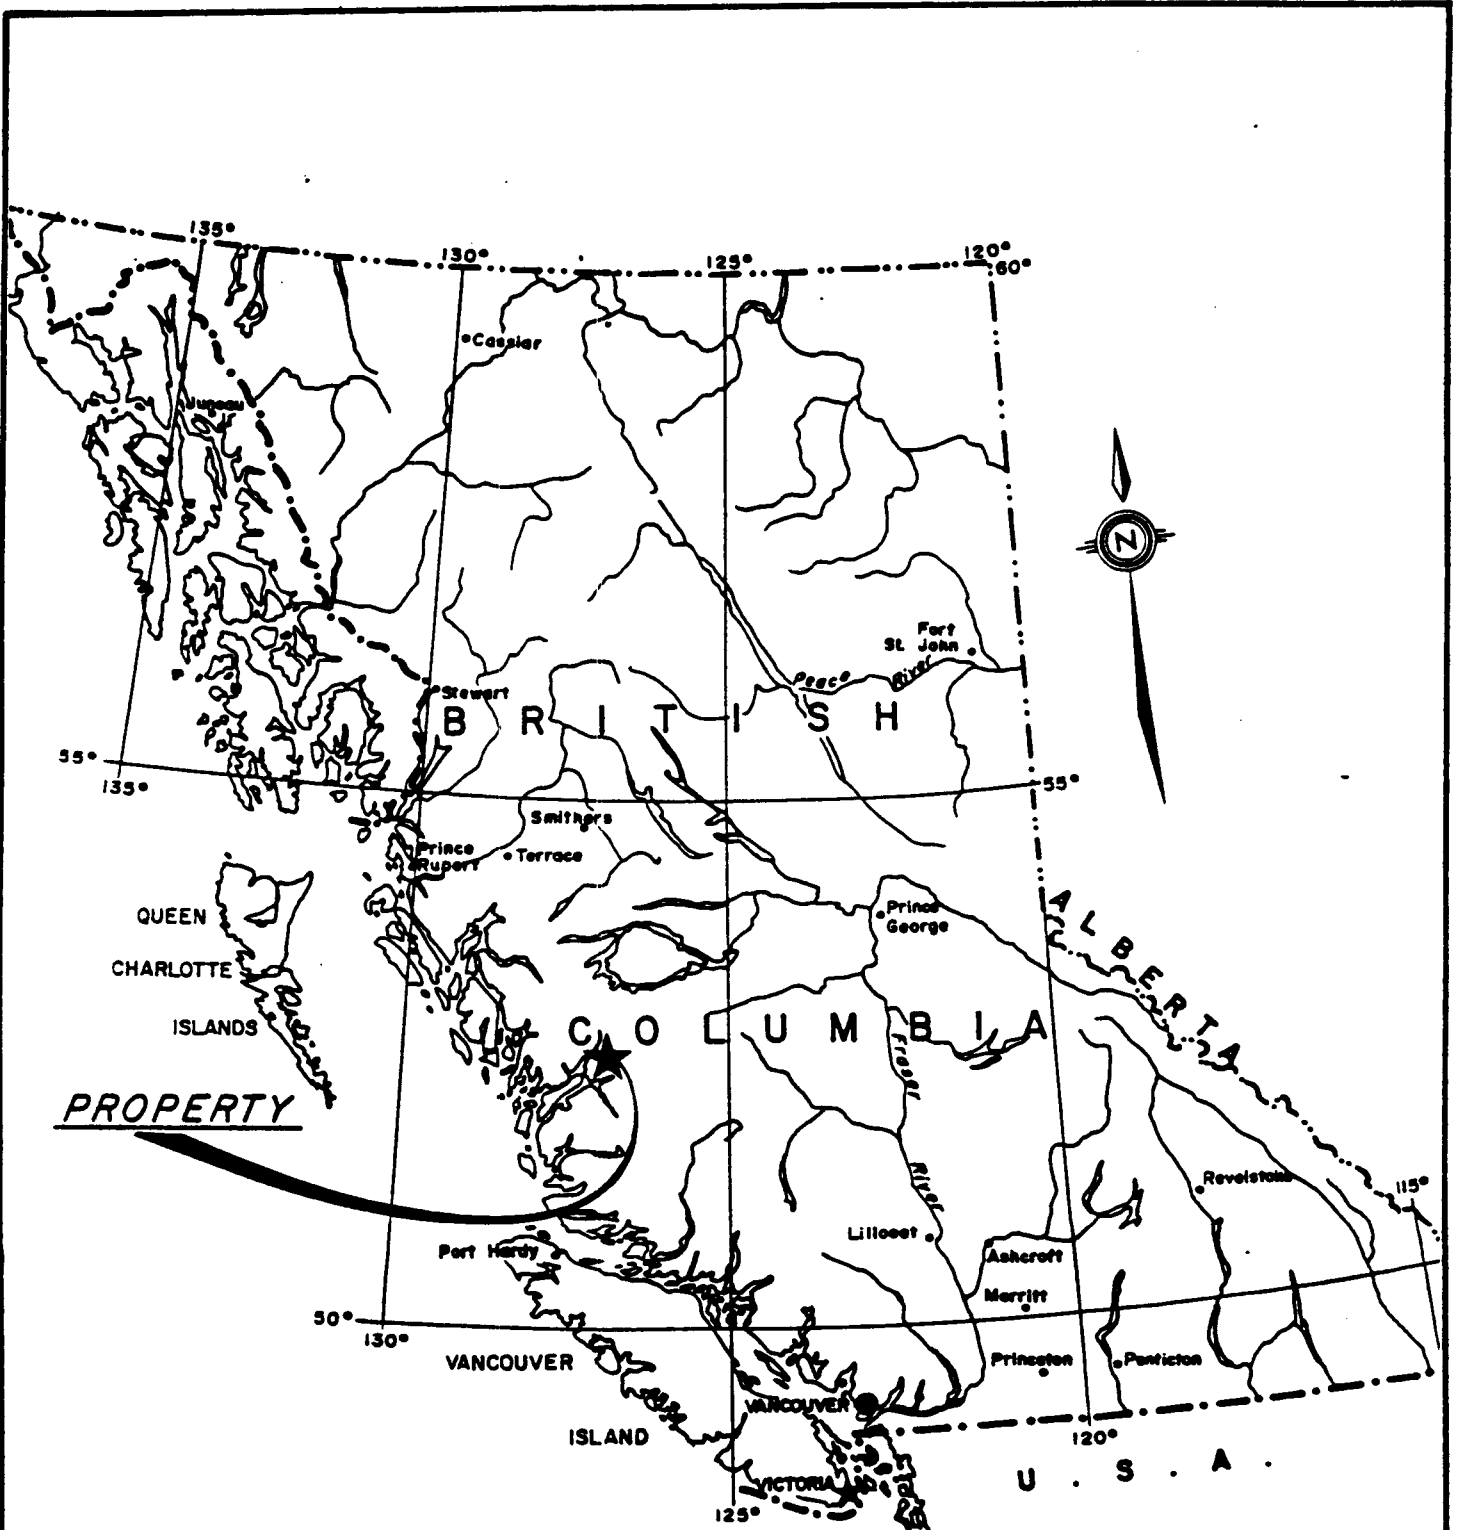 135°
130°
125°
120°
60°
Cassiar
Juneau
N
Fort
St. John
Peace River
Stewart
BRITISH
55°
135°
55°
Smithers
Terrace
Prince
Rupert
ALBERTA
Prince
George
QUEEN
CHARLOTTE
ISLANDS
COLUMBIA
Fraser
River
PROPERTY
Revelstoke
115°
Lillooet
Port Hardy
Ashcroft
Merritt
50°
130°
VANCOUVER
Princeton
Penticton
VANCOUVER
ISLAND
120°
U. S. A.
VICTORIA
125°